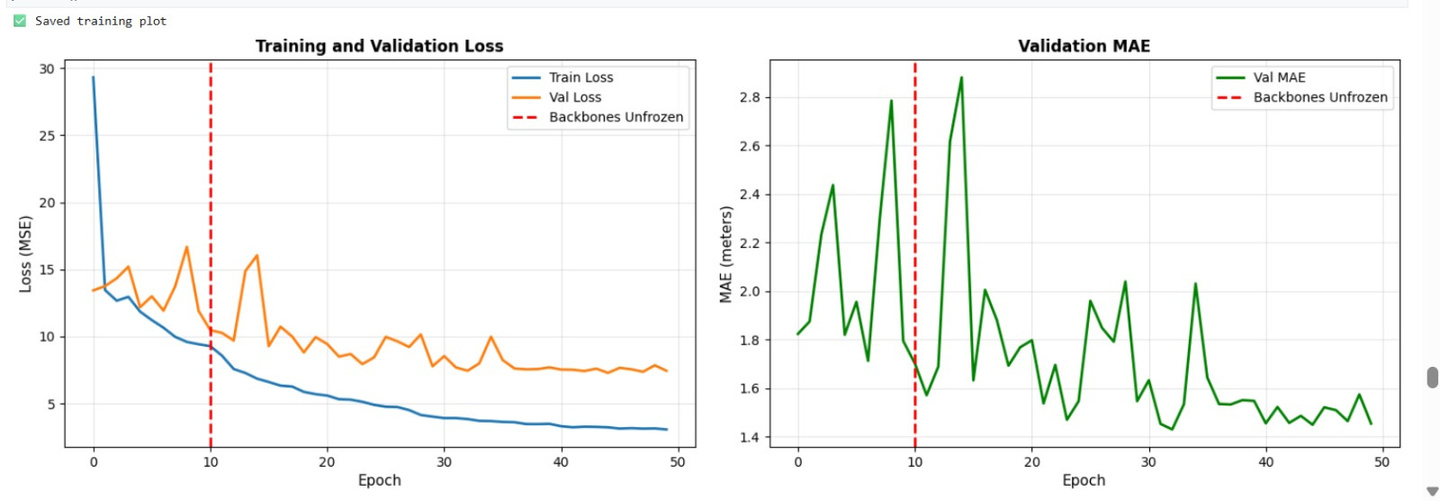 ✅ Saved training plot
Training and Validation Loss
Train Loss
Val Loss
Backbones Unfrozen
Loss (MSE)
30
25
20
15
10
5
0 10 20 30 40 50
Epoch
Validation MAE
Val MAE
Backbones Unfrozen
MAE (meters)
2.8
2.6
2.4
2.2
2.0
1.8
1.6
1.4
0 10 20 30 40 50
Epoch